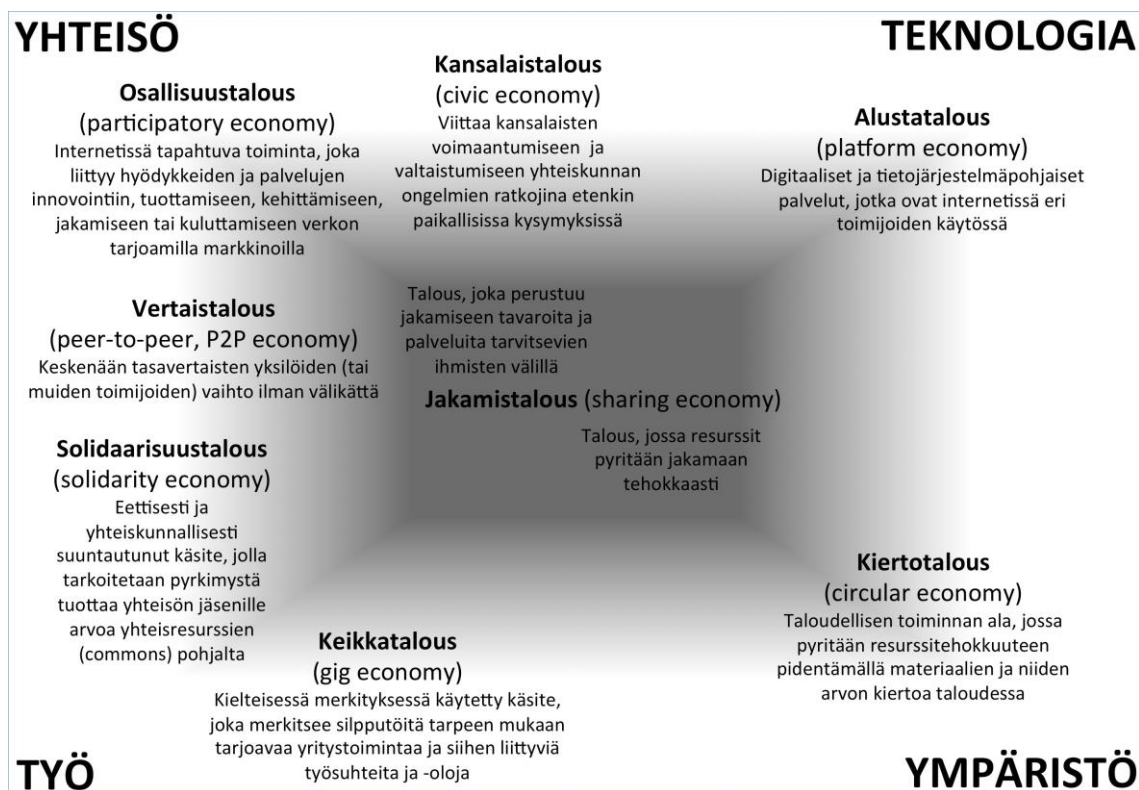 YHTEISÖ
TEKNOLOGIA
Osallisuustalous
(participatory economy)
Internetissä tapahtuva toiminta, joka
liittyy hyödykkeiden ja palvelujen
innovointiin, tuottamiseen, kehittämiseen,
jakamiseen tai kuluttamiseen verkon
tarjoamilla markkinoilla
Kansalaistalous
(civic economy)
Viittaa kansalaisten
voimaantumiseen ja
valtaistumiseen yhteiskunnan
ongelmien ratkojina etenkin
paikallisissa kysymyksissä
Alustatalous
(platform economy)
Digitaaliset ja tietojärjestelmäpohjaiset
palvelut, jotka ovat internetissä eri
toimijoiden käytössä
Vertaistalous
(peer-to-peer, P2P economy)
Keskenään tasavertaisten yksilöiden (tai
muiden toimijoiden) vaihto ilman välikättä
Talous, joka perustuu
jakamiseen tavaroita ja
palveluita tarvitsevien
ihmisten välillä
Jakamistalous (sharing economy)
Talous, jossa resurssit
pyritään jakamaan
tehokkaasti
Solidaarisuustalous
(solidarity economy)
Eettisesti ja
yhteiskunnallisesti
suuntautunut käsite, jolla
tarkoitetaan pyrkimystä
tuottaa yhteisön jäsenille
arvoa yhteisresurssien
(commons) pohjalta
Keikkatalous
(gig economy)
Kielteisessä merkityksessä käytetty käsite,
joka merkitsee silpputöitä tarpeen mukaan
tarjoavaa yritystoimintaa ja siihen liittyviä
työsuhteita ja -oloja
Kiertotalous
(circular economy)
Taloudellisen toiminnan ala, jossa
pyritään resurssitehokkuuteen
pidentämällä materiaalien ja niiden
arvon kiertoa taloudessa
TYÖ
YMPÄRISTÖ